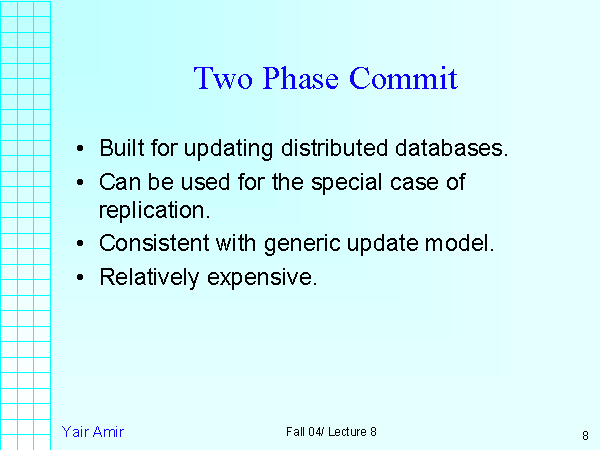 Two Phase Commit
• Built for updating distributed databases.
• Can be used for the special case of
replication.
• Consistent with generic update model.
• Relatively expensive.
Yair Amir
Fall 04/ Lecture 8
8